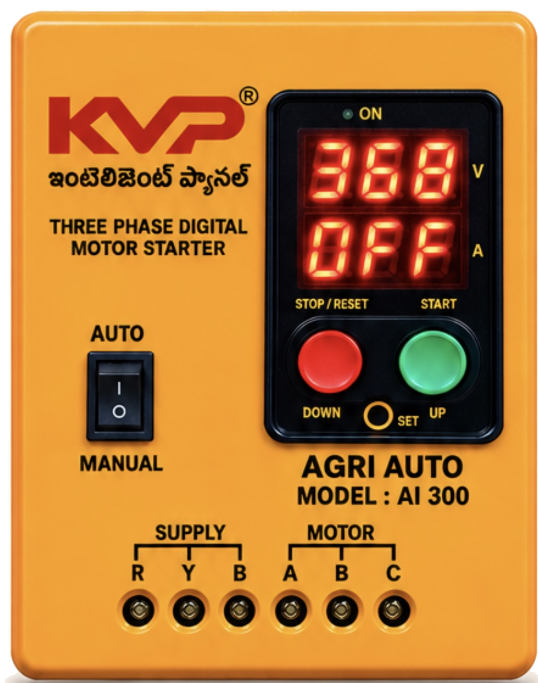 KVP®
ఇంటెలిజెంట్ ప్యానల్
THREE PHASE DIGITAL
MOTOR STARTER
ON
368 V
OFF A
STOP / RESET START
DOWN SET UP
AUTO
I
O
MANUAL
AGRI AUTO
MODEL : AI 300
SUPPLY MOTOR
R Y B A B C